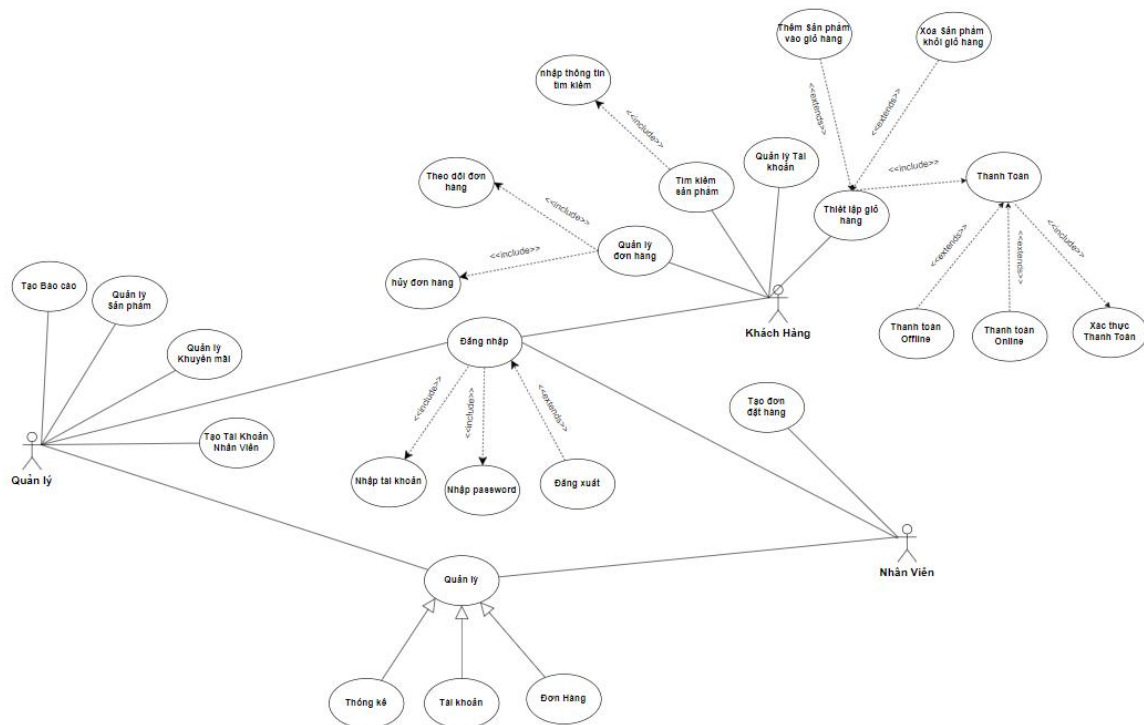 Thêm Sản phẩm
vào giỏ hàng
Xóa Sản phẩm
khỏi giỏ hàng
nhập thông tin
tìm kiếm
<<extends>>
<<extends>>
<<include>>
Quản lý Tài
khoản
<<include>>
Thanh Toán
Theo dõi đơn
hàng
Tìm kiếm
sản phẩm
Thiết lập giỏ
hàng
<<include>>
<<include>>
Quản lý
đơn hàng
<<extends>>
<<extends>>
<<include>>
hủy đơn hàng
Tạo Báo cáo
Quản lý
Sản phẩm
Khách Hàng
Thanh toán
Offline
Thanh toán
Online
Xác thực
Thanh Toán
Đăng nhập
Quản lý
Khuyến mãi
<<include>>
<<include>>
<<extends>>
Tạo đơn
đặt hàng
Tạo Tài Khoản
Nhân Viên
Quản lý
Nhập tài khoản
Nhập password
Đăng xuất
Nhân Viên
Quản lý
Thống kê
Tài khoản
Đơn Hàng